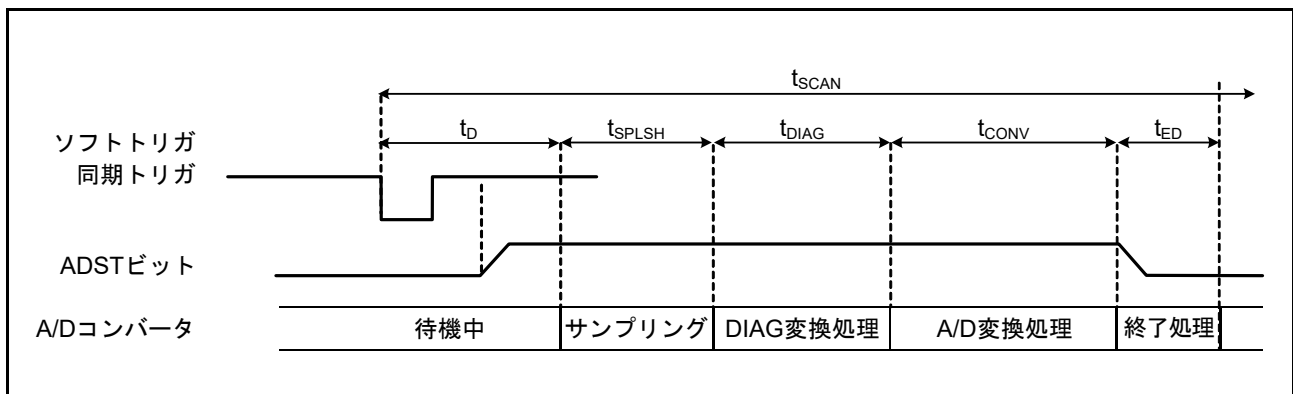 tSCAN
tD tSPLSH tDIAG tCONV tED
ソフトトリガ
同期トリガ
ADSTビット
A/Dコンバータ 待機中 サンプリング DIAG変換処理 A/D変換処理 終了処理